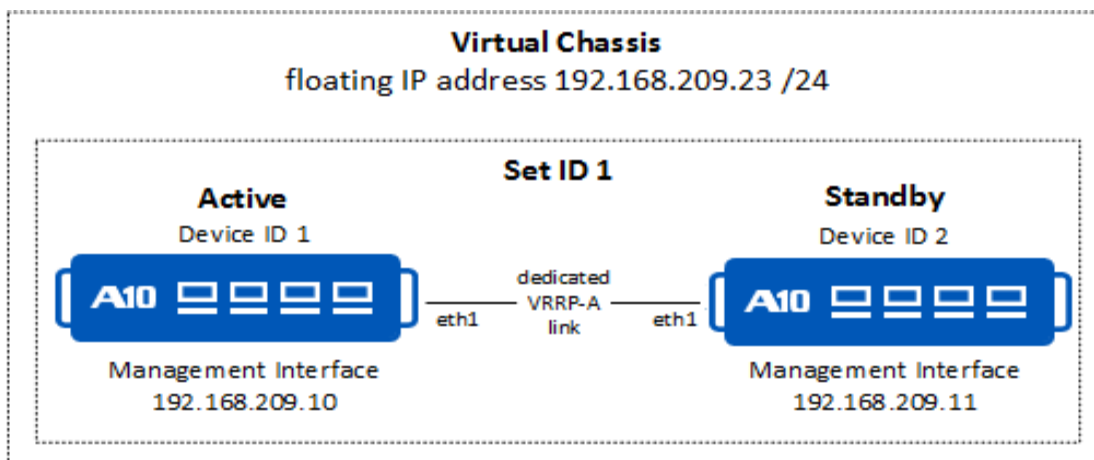 Virtual Chassis
floating IP address 192.168.209.23 /24
Set ID 1
Active
Device ID 1
A10
Management Interface
192.168.209.10
eth1
dedicated
VRRP-A
link
eth1
Standby
Device ID 2
A10
Management Interface
192.168.209.11